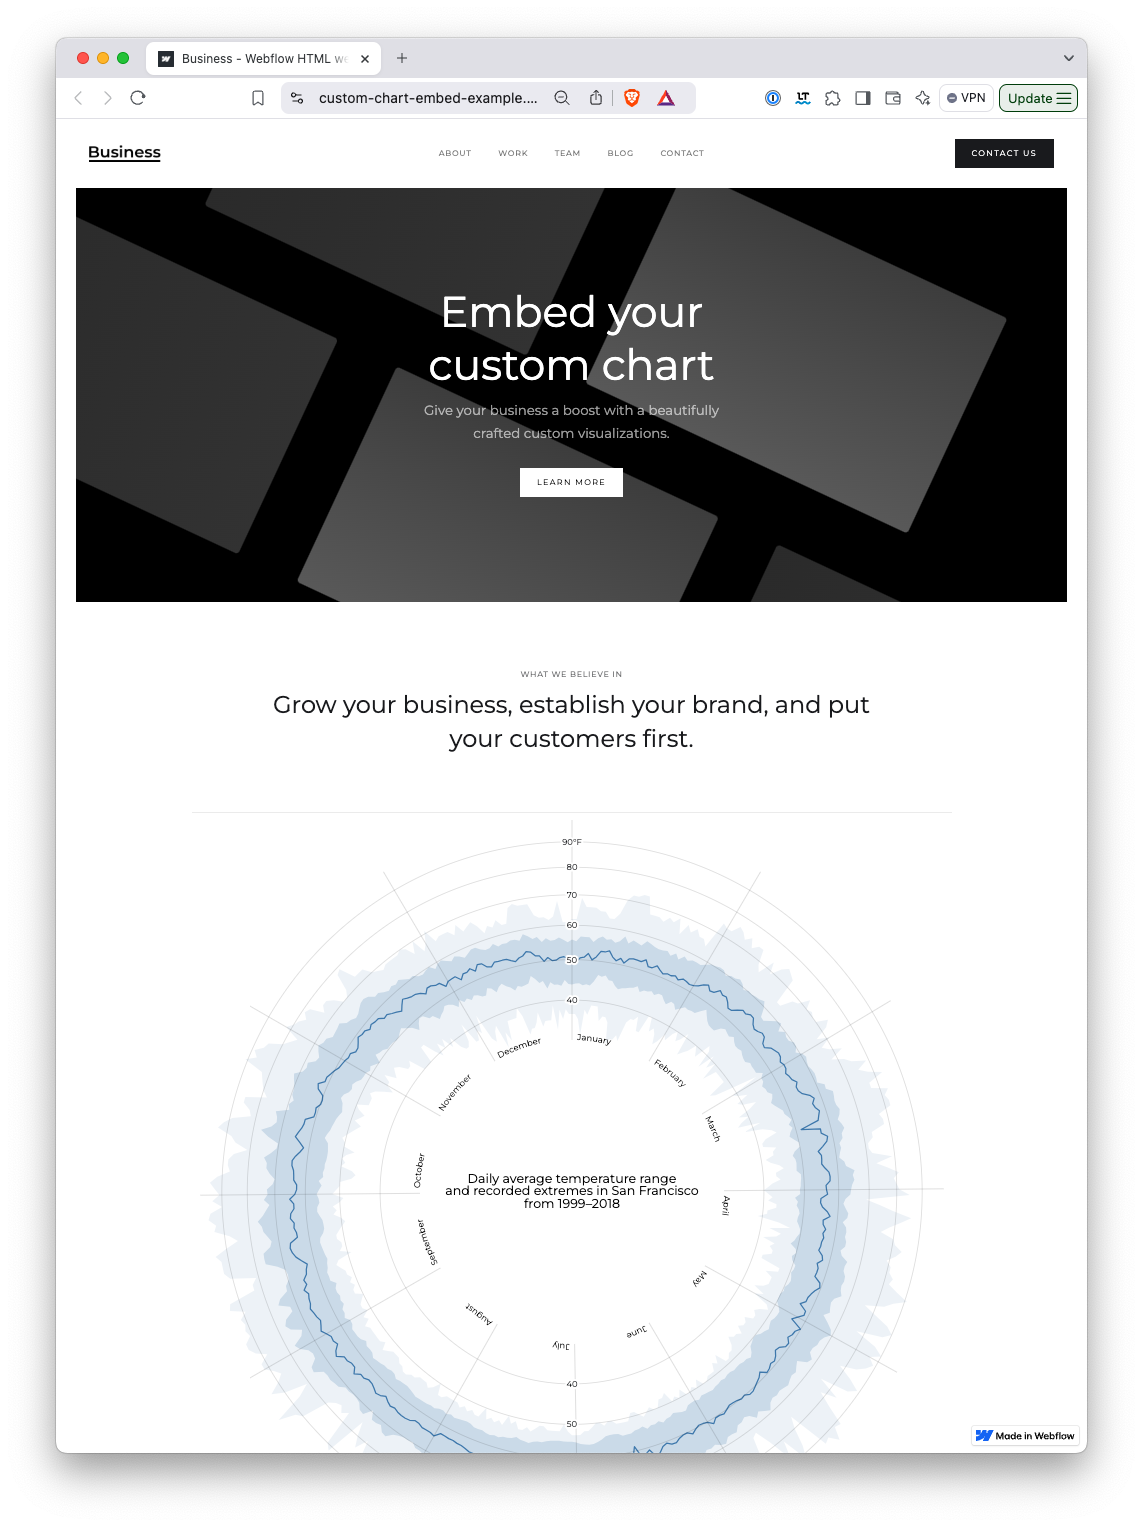 Business - Webflow HTML we
custom-chart-embed-example....
LT
VPN
Update
Business
ABOUT
WORK
TEAM
BLOG
CONTACT
CONTACT US
Embed your
custom chart
Give your business a boost with a beautifully
crafted custom visualizations.
LEARN MORE
WHAT WE BELIEVE IN
Grow your business, establish your brand, and put
your customers first.
90°F
80
70
60
50
40
December
January
November
February
March
October
Daily average temperature range
and recorded extremes in San Francisco
from 1999–2018
April
September
May
August
June
July
40
50
Made in Webflow